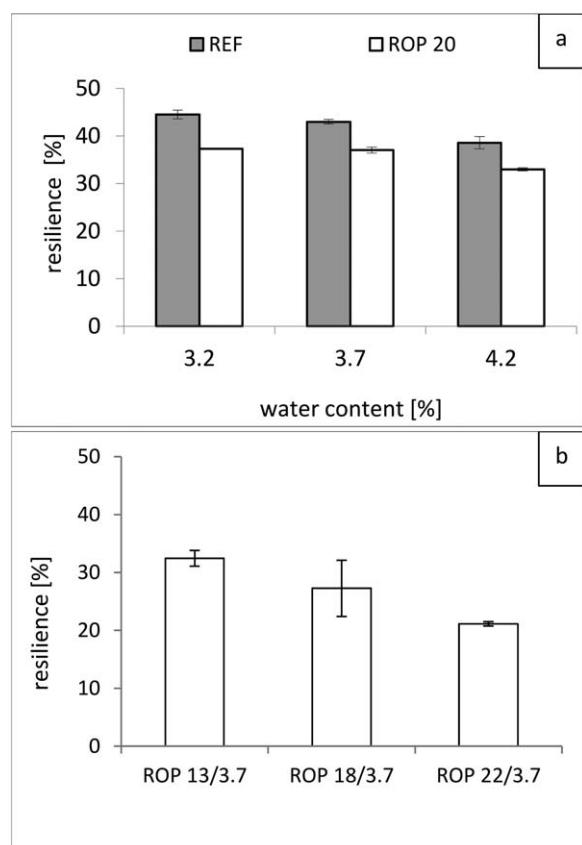 REF ROP 20 a
50
40
30
20
10
0
resilience [%]
3.2 3.7 4.2
water content [%]
b
50
40
30
20
10
0
resilience [%]
ROP 13/3.7 ROP 18/3.7 ROP 22/3.7